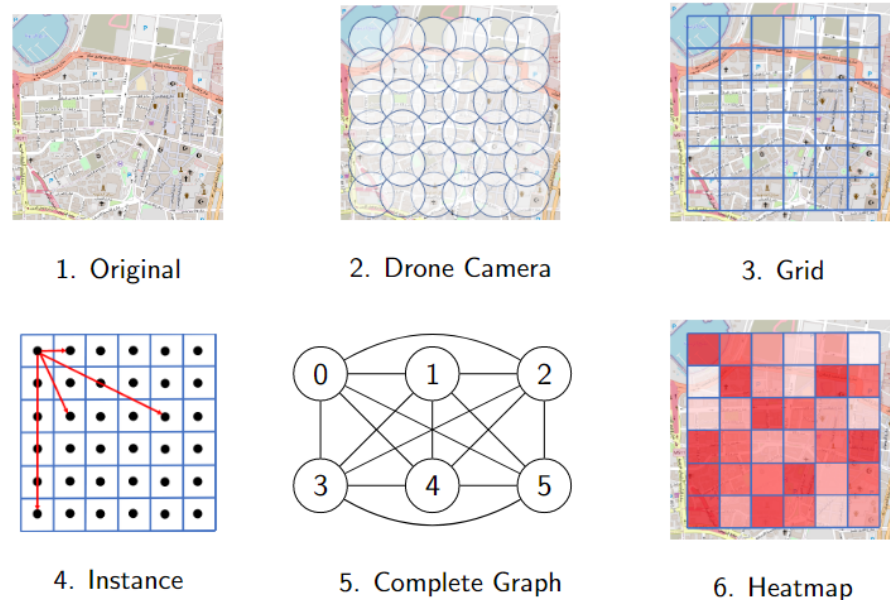 1. Original
2. Drone Camera
3. Grid
0
1
2
3
4
5
4. Instance
5. Complete Graph
6. Heatmap